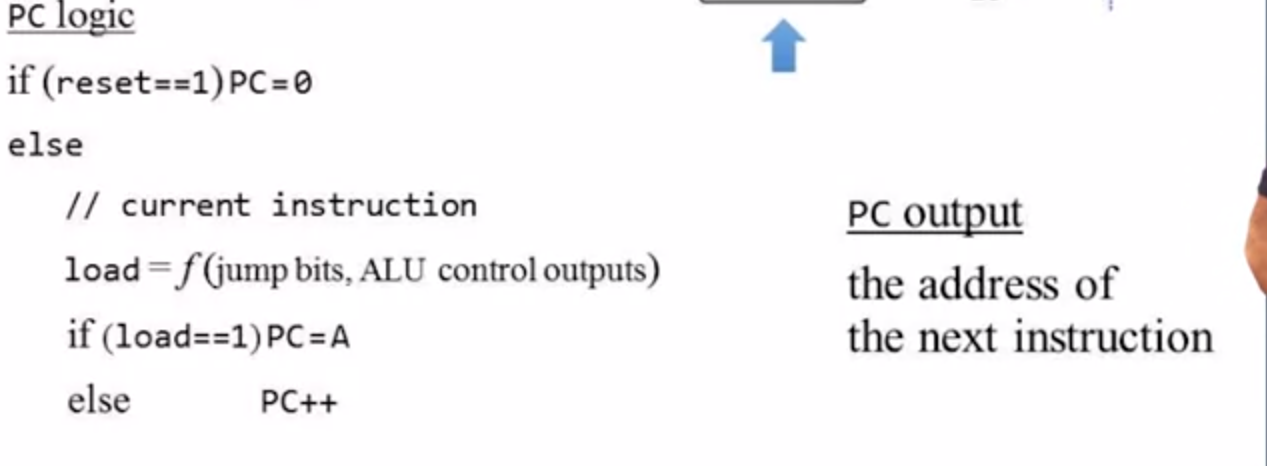 PC logic
if (reset==1)PC=0
else
// current instruction
load = f(jump bits, ALU control outputs)
if (load==1)PC=A
else PC++
PC output
the address of
the next instruction